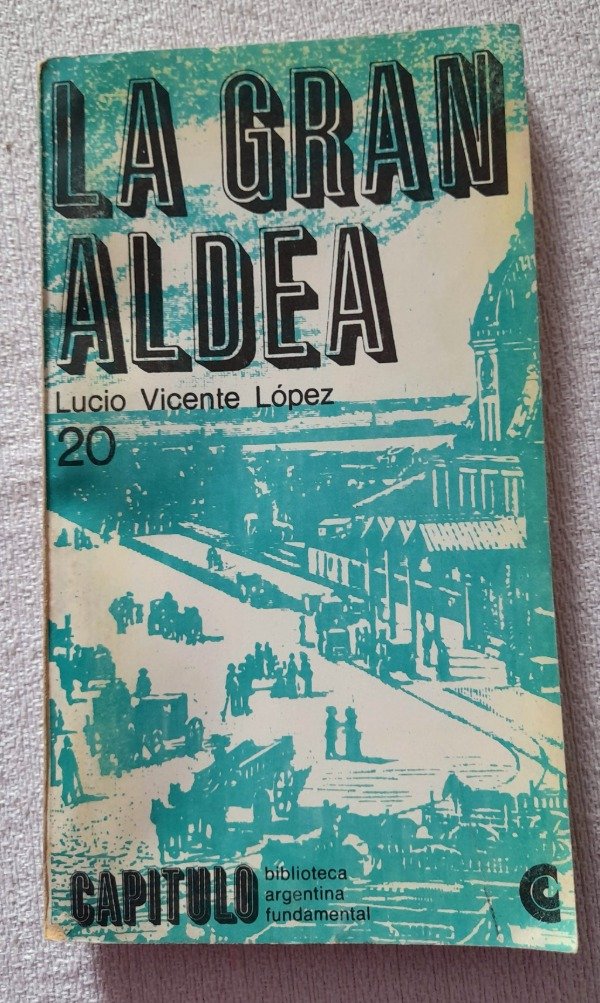 LA GRAN
ALDEA
Lucio Vicente López
20
CAPITULO
biblioteca
argentina
fundamental